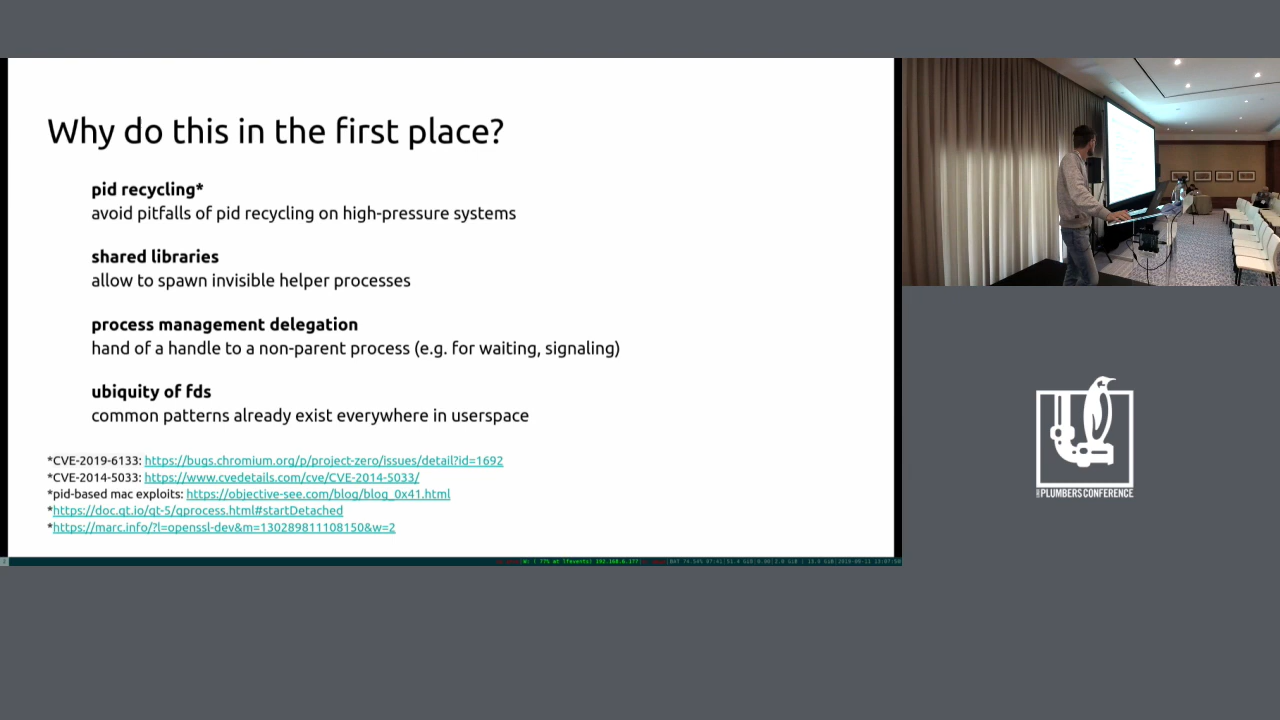 Why do this in the first place?
pid recycling*
avoid pitfalls of pid recycling on high-pressure systems
shared libraries
allow to spawn invisible helper processes
process management delegation
hand of a handle to a non-parent process (e.g. for waiting, signaling)
ubiquity of fds
common patterns already exist everywhere in userspace
*CVE-2019-6133: https://bugs.chromium.org/p/project-zero/issues/detail?id=1692
*CVE-2014-5033: https://www.cvedetails.com/cve/CVE-2014-5033/
*pid-based mac exploits: https://objective-see.com/blog/blog_0x41.html
*https://doc.qt.io/qt-5/qprocess.html#startDetached
*https://marc.info/?l=openssl-dev&m=130289811108150&w=2
PLUMBERS CONFERENCE